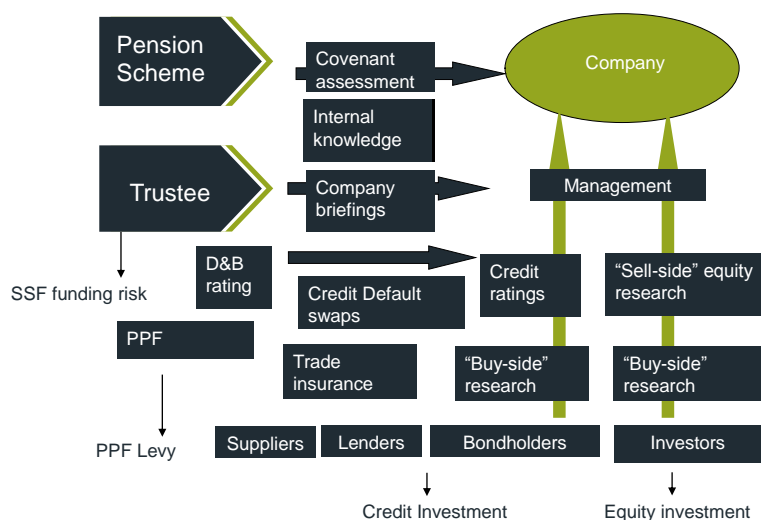 Pension
Scheme
Covenant
assessment
Company
Internal
knowledge
Trustee
Company
briefings
Management
SSF funding risk
D&B
rating
Credit Default
swaps
Credit
ratings
“Sell-side” equity
research
PPF
Trade
insurance
“Buy-side”
research
“Buy-side”
research
PPF Levy
Suppliers
Lenders
Bondholders
Investors
Credit Investment
Equity investment